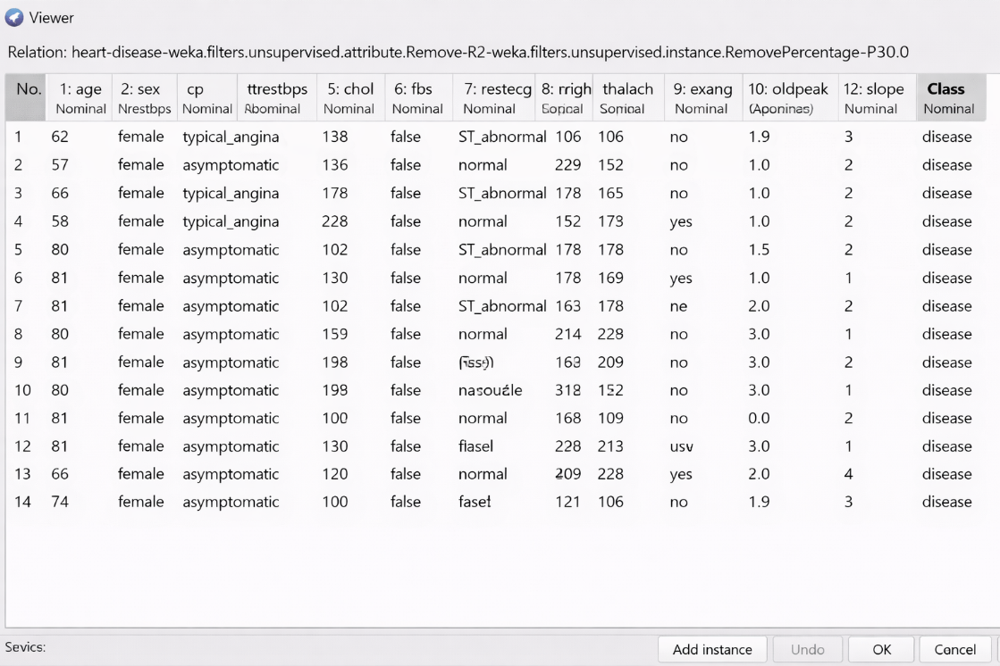 Viewer
Relation: heart-disease-weka.filters.unsupervised.attribute.Remove-R2-weka.filters.unsupervised.instance.RemovePercentage-P30.0
No. 1: age 2: sex cp ttrestbps 5: chol 6: fbs 7: restecg 8: rrigh thalach 9: exang 10: oldpeak 12: slope Class
Nominal Nrestbps Nominal Abominal Nominal Nominal Nominal Nominal (Aponinas) Numinal Nominal
1 62 female typical_angina 138 false ST_abnormal 106 106 no 1.9 3 disease
2 57 female asymptomatic 136 false normal 229 152 no 1.0 2 disease
3 66 female typical_angina 178 false ST_abnormal 178 165 no 1.0 2 disease
4 58 female typical_angina 228 false normal 152 173 yes 1.0 2 disease
5 80 female asymptomatic 102 false ST_abnormal 178 178 no 1.5 2 disease
6 81 female asymptomatic 130 false normal 178 169 yes 1.0 1 disease
7 81 female asymptomatic 102 false ST_abnormal 163 178 ne 2.0 2 disease
8 80 female asymptomatic 159 false normal 214 228 no 3.0 1 disease
9 81 female asymptomatic 198 false 163 209 no 3.0 2 disease
10 80 female asymptomatic 198 false nasouále 318 152 no 3.0 1 disease
11 81 female asymptomatic 100 false normal 168 109 no 0.0 2 disease
12 81 female asymptomatic 130 false flasel 228 213 usv 3.0 1 disease
13 66 female asymptomatic 120 false normal 209 228 yes 2.0 4 disease
14 74 female asymptomatic 100 false faset 121 106 no 1.9 3 disease
Sevics:
Add instance Undo OK Cancel